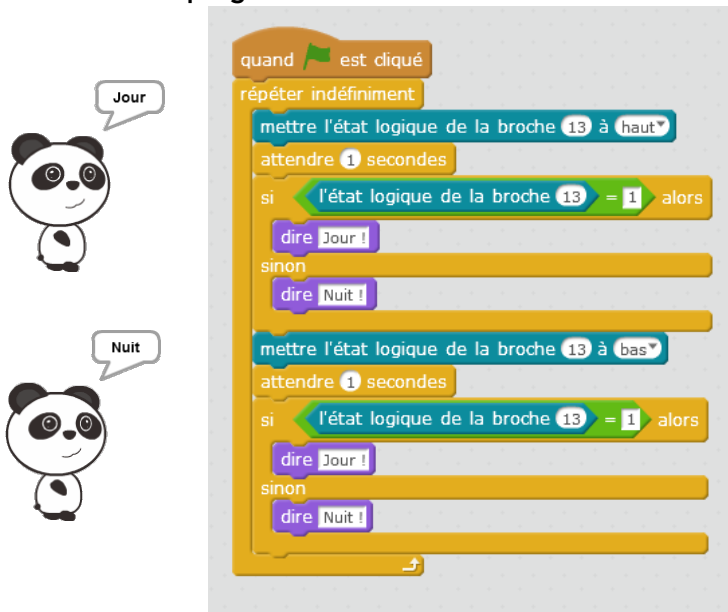 Jour
Nuit
quand est cliqué
répéter indéfiniment
mettre l'état logique de la broche 13 à haut
attendre 1 secondes
si l'état logique de la broche 13 = 1 alors
dire Jour !
sinon
dire Nuit !
mettre l'état logique de la broche 13 à bas
attendre 1 secondes
si l'état logique de la broche 13 = 1 alors
dire Jour !
sinon
dire Nuit !